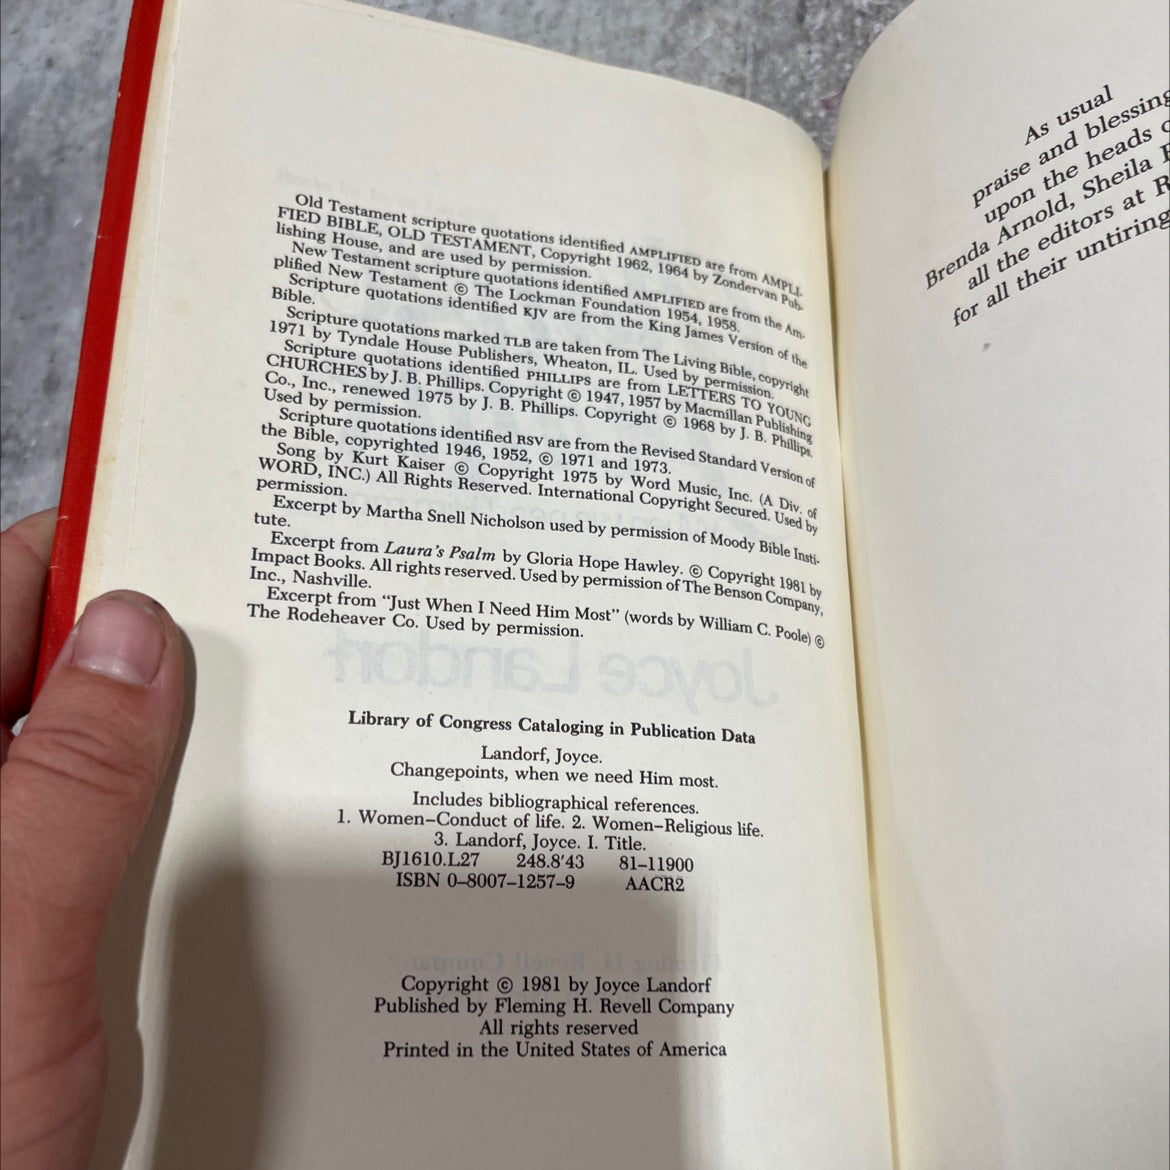 Old Testament scripture quotations identified AMPLIFIED are from AMPLI-
FIED BIBLE, OLD TESTAMENT, Copyright 1962, 1964 by Zondervan Pub-
lishing House, and are used by permission.
New Testament scripture quotations identified AMPLIFIED are from the Am-
plified New Testament © The Lockman Foundation 1954, 1958.
Scripture quotations identified KJV are from the King James Version of the
Bible.
Scripture quotations marked TLB are taken from The Living Bible, copyright
1971 by Tyndale House Publishers, Wheaton, IL. Used by permission.
Scripture quotations identified PHILLIPS are from LETTERS TO YOUNG
CHURCHES by J. B. Phillips. Copyright © 1947, 1957 by Macmillan Publishing
Co., Inc., renewed 1975 by J. B. Phillips. Copyright © 1968 by J. B. Phillips.
Used by permission.
Scripture quotations identified RSV are from the Revised Standard Version of
the Bible, copyrighted 1946, 1952, © 1971 and 1973.
Song by Kurt Kaiser © Copyright 1975 by Word Music, Inc. (A Div. of
WORD, INC.) All Rights Reserved. International Copyright Secured. Used by
permission.
Excerpt by Martha Snell Nicholson used by permission of Moody Bible Insti-
tute.
Excerpt from Laura's Psalm by Gloria Hope Hawley. © Copyright 1981 by
Impact Books. All rights reserved. Used by permission of The Benson Company,
Inc., Nashville.
Excerpt from "Just When I Need Him Most" (words by William C. Poole) ©
The Rodeheaver Co. Used by permission.
Library of Congress Cataloging in Publication Data
Landorf, Joyce.
Changepoints, when we need Him most.
Includes bibliographical references.
1. Women–Conduct of life. 2. Women–Religious life.
3. Landorf, Joyce. I. Title.
BJ1610.L27 248.8'43 81–11900
ISBN 0–8007–1257–9 AACR2
Copyright © 1981 by Joyce Landorf
Published by Fleming H. Revell Company
All rights reserved
Printed in the United States of America
As usual
praise and blessing
upon the heads
Brenda Arnold, Sheila
all the editors at
for all their untiring